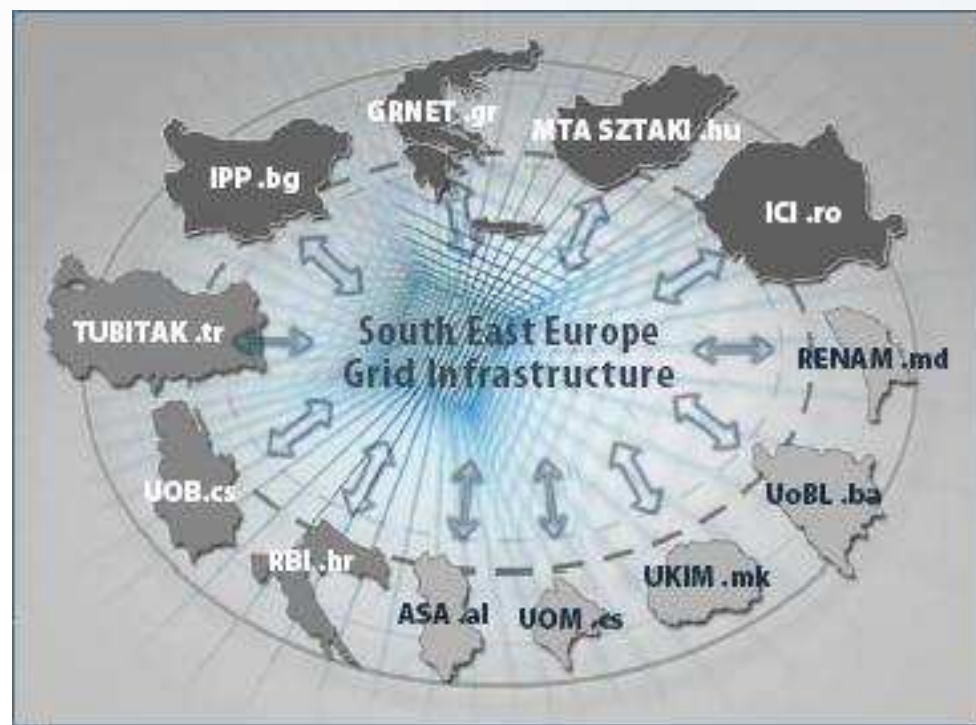 GRNET .gr
MTA SZTAKI .hu
IPP .bg
ICI .ro
TUBITAK .tr
South East Europe
Grid Infrastructure
RENAM .md
UOB.cs
UoBL .ba
RBI .hr
UKIM .mk
ASA .al
UOM .cs